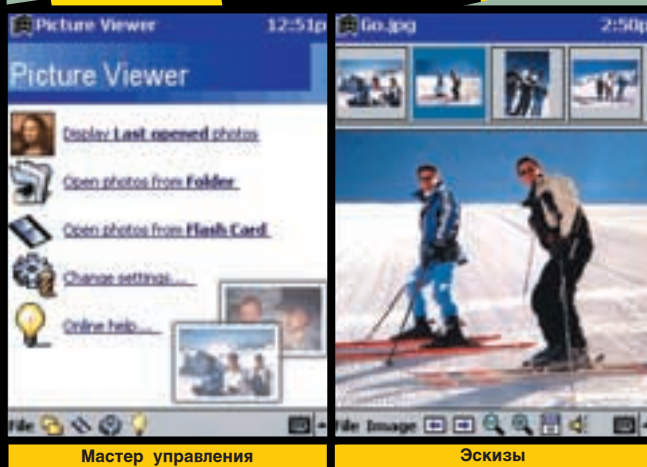 Picture Viewer 12:51p
Picture Viewer
Display Last opened photos
Open photos from Folder
Open photos from Flash Card
Change settings...
Online help...
File
Мастер управления
Go.jpg 2:50p
File Image
Эскизы